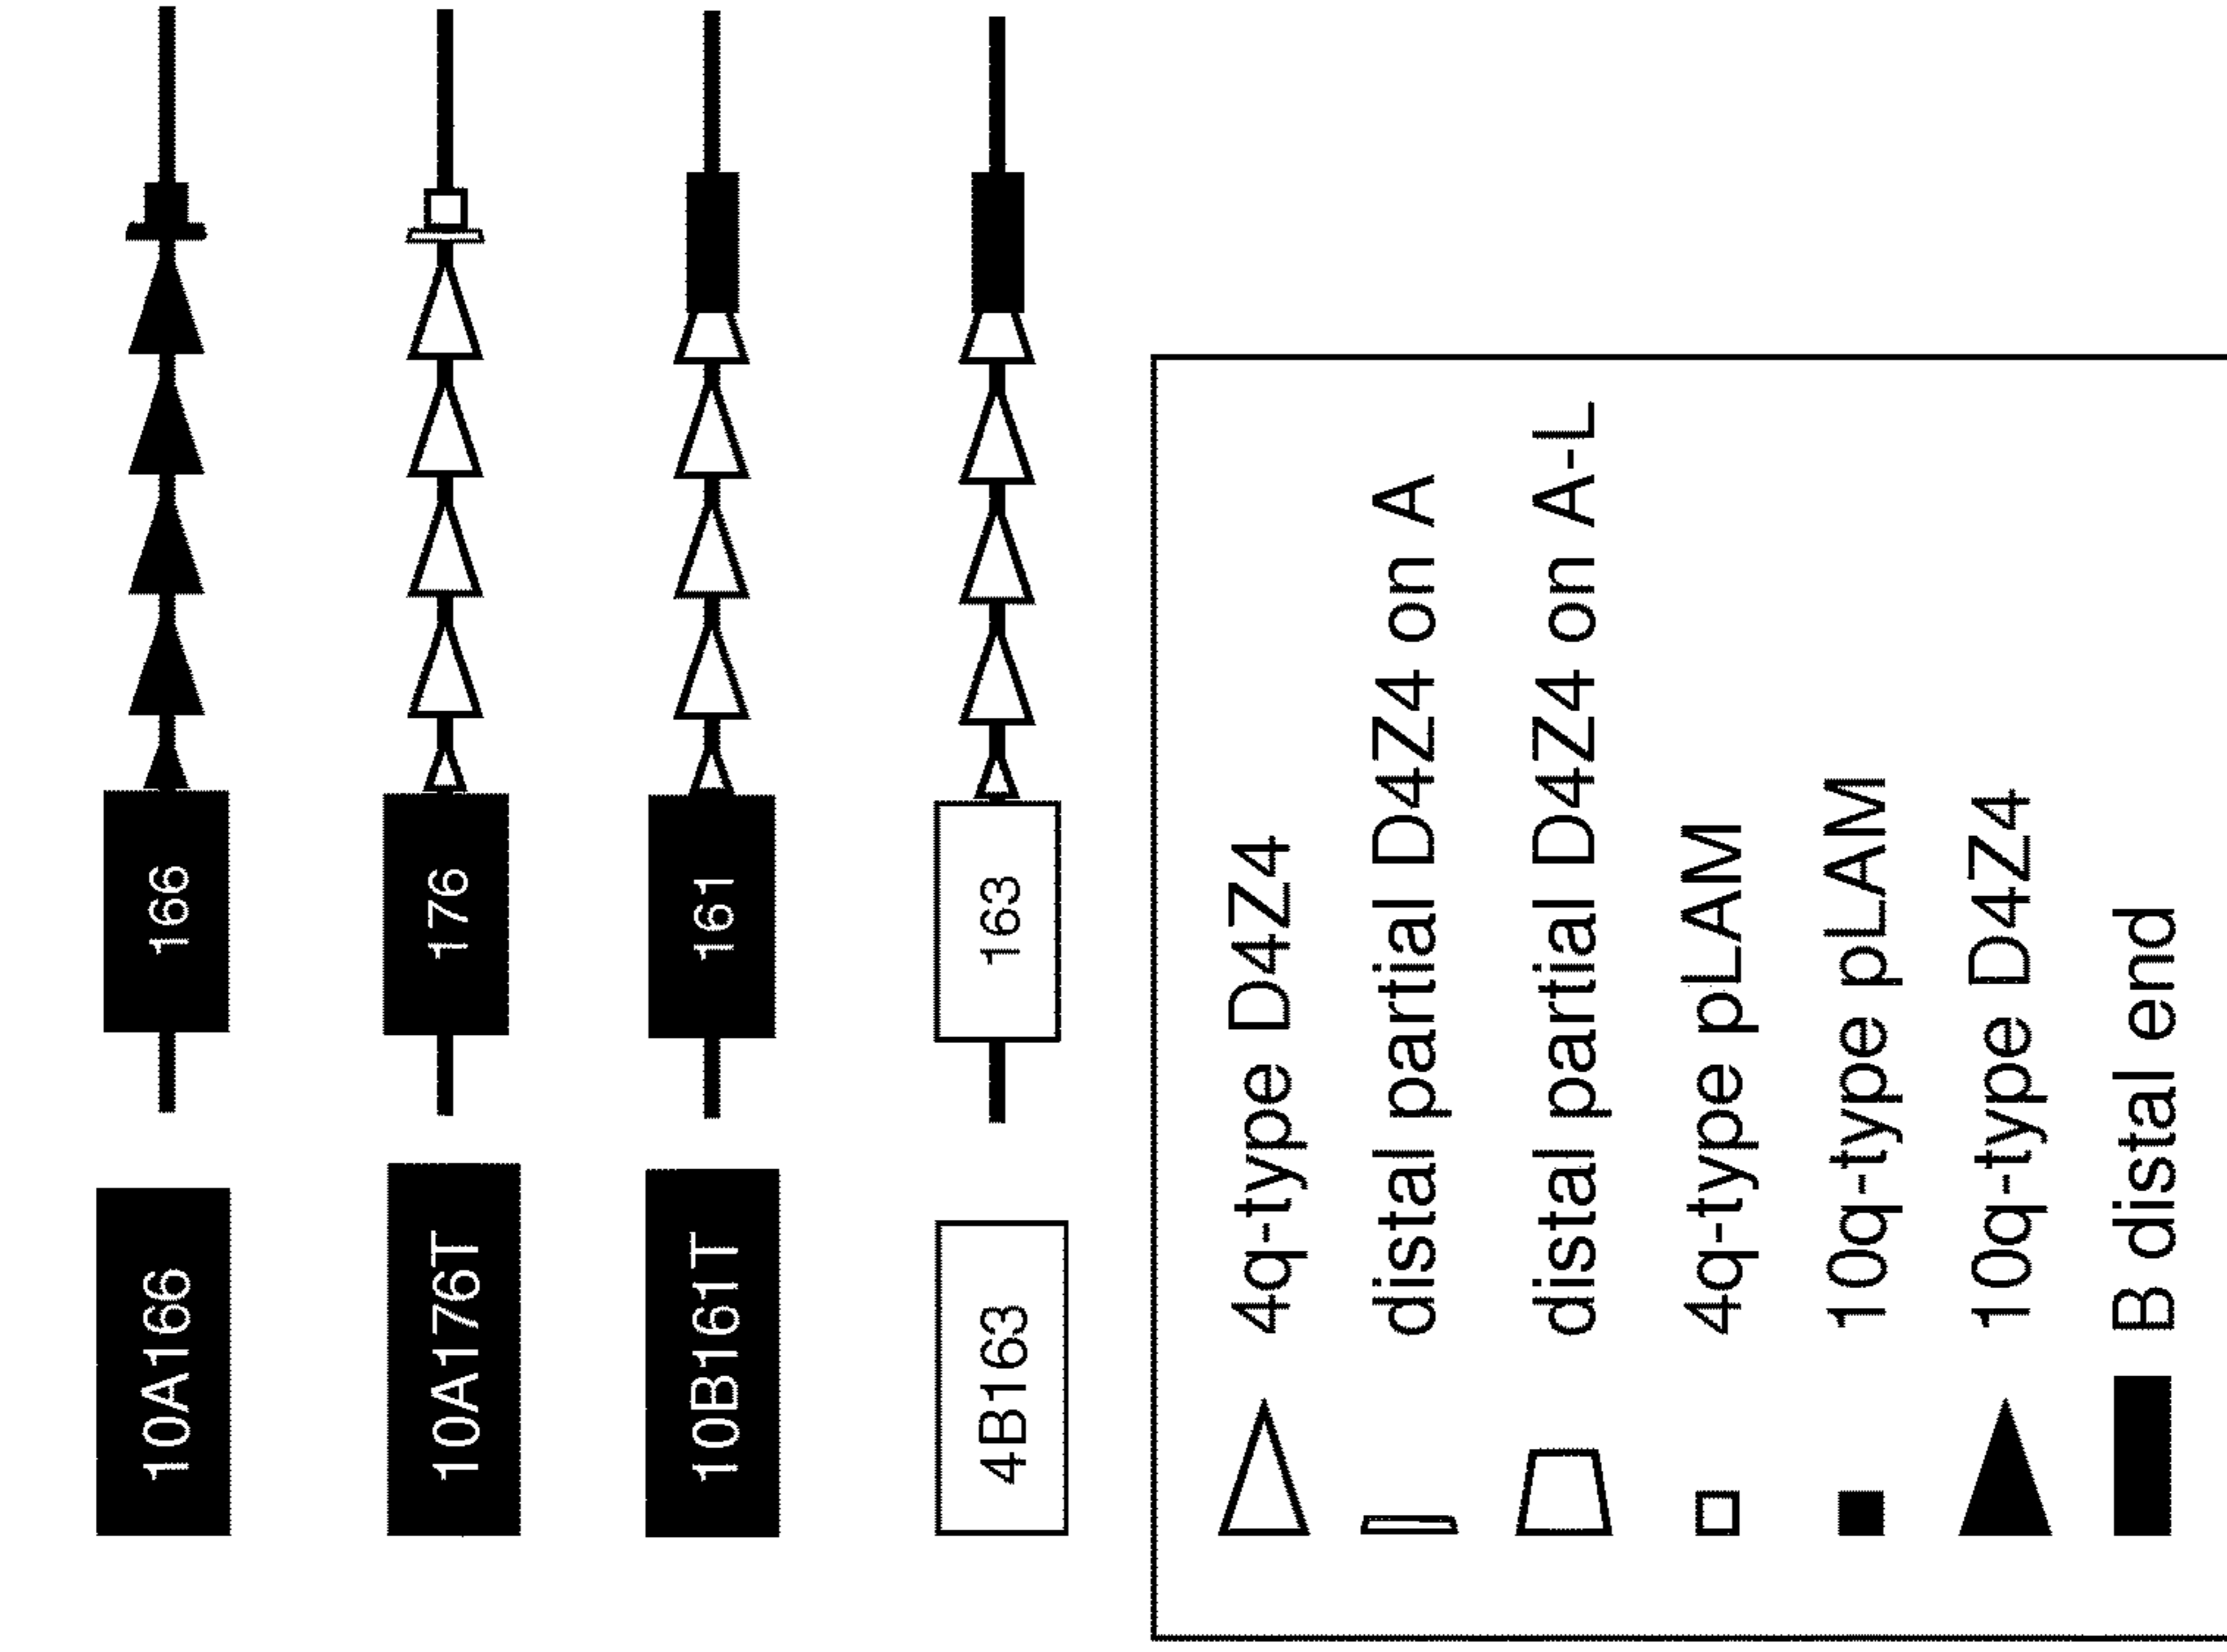 10A166 166
10A176T 176
10B161T 161
4B163 163
4q-type D4Z4
distal partial D4Z4 on A
distal partial D4Z4 on A-L
4q-type pLAM
10q-type pLAM
10q-type D4Z4
B distal end